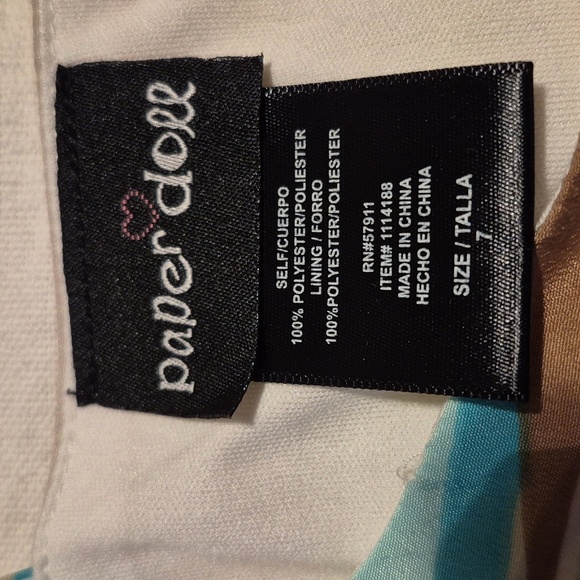 paper doll
SELF/CUERPO
100% POLYESTER/POLIESTER
LINING / FORRO
100%POLYESTER/POLIESTER
RN#57911
ITEM# 1114188
MADE IN CHINA
HECHO EN CHINA
SIZE / TALLA
7